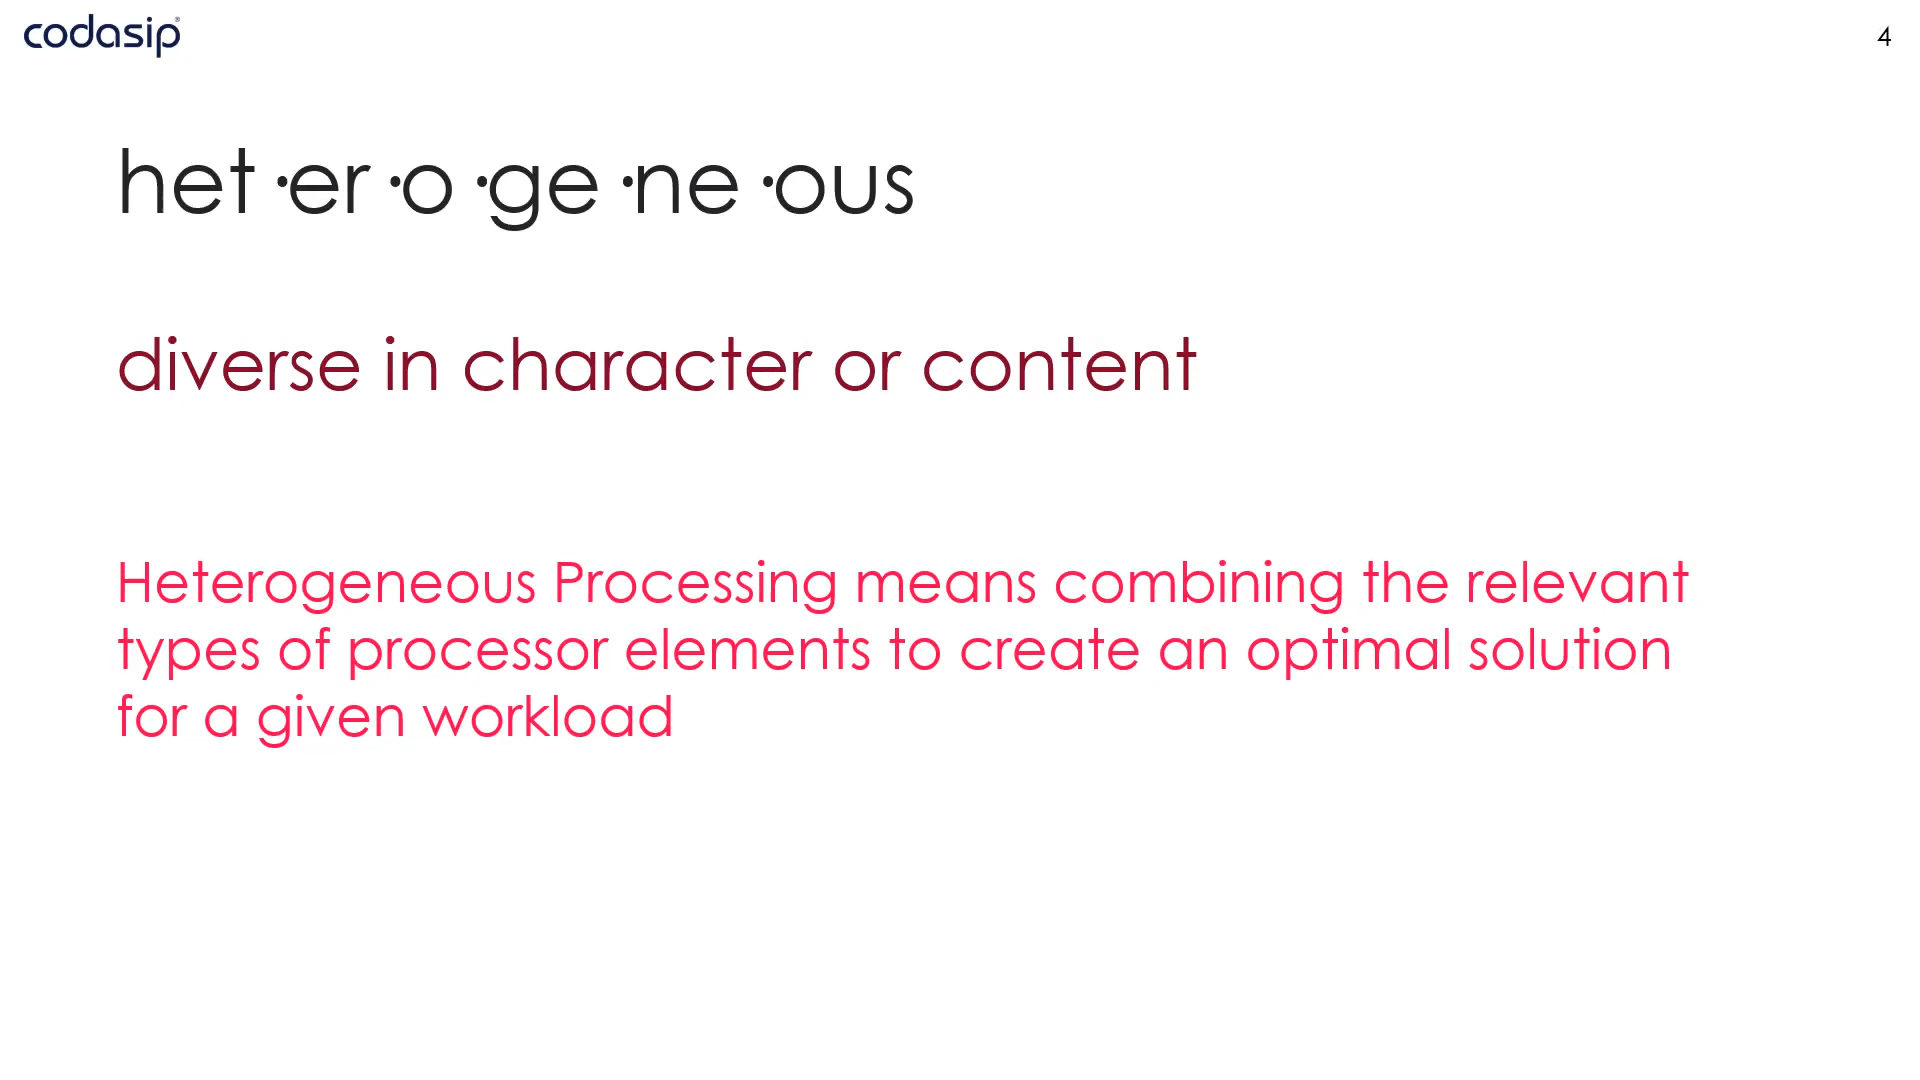 codasip®
4
het ·er ·o ·ge ·ne ·ous
diverse in character or content
Heterogeneous Processing means combining the relevant
types of processor elements to create an optimal solution
for a given workload